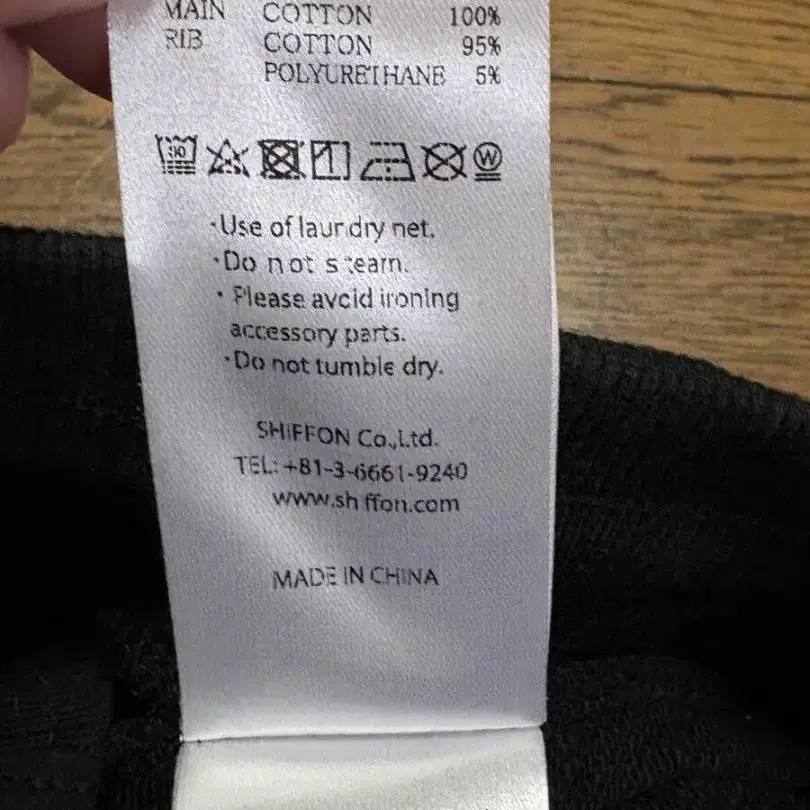 MAIN COTTON 100%
RIB COTTON 95%
POLYURETHANE 5%
30 W
·Use of laundry net.
·Do not steam.
·Please avoid ironing
accessory parts.
·Do not tumble dry.
SHIFFON Co.,Ltd.
TEL: +81-3-6661-9240
www.shiffon.com
MADE IN CHINA